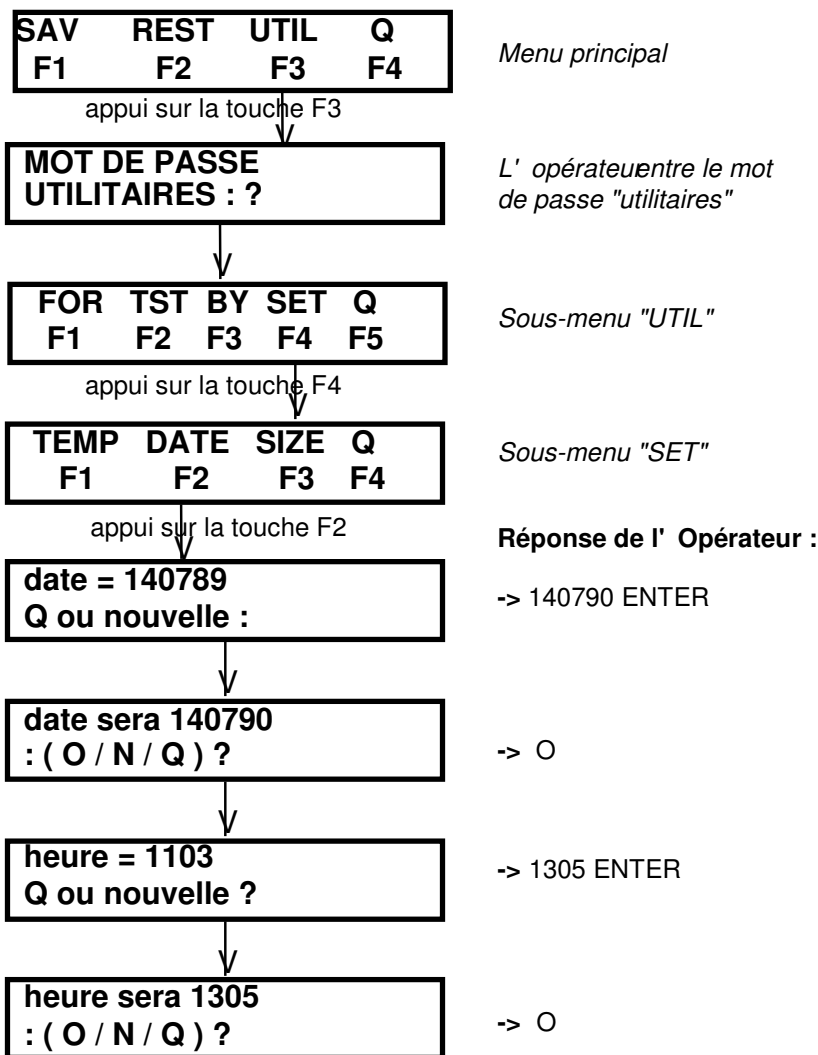 SAV REST UTIL Q
F1 F2 F3 F4
Menu principal
appui sur la touche F3
MOT DE PASSE
UTILITAIRES : ?
L' opérateur entre le mot
de passe "utilitaires"
FOR TST BY SET Q
F1 F2 F3 F4 F5
Sous-menu "UTIL"
appui sur la touche F4
TEMP DATE SIZE Q
F1 F2 F3 F4
Sous-menu "SET"
appui sur la touche F2
Réponse de l' Opérateur :
date = 140789
Q ou nouvelle :
-> 140790 ENTER
date sera 140790
: ( O / N / Q ) ?
-> O
heure = 1103
Q ou nouvelle ?
-> 1305 ENTER
heure sera 1305
: ( O / N / Q ) ?
-> O